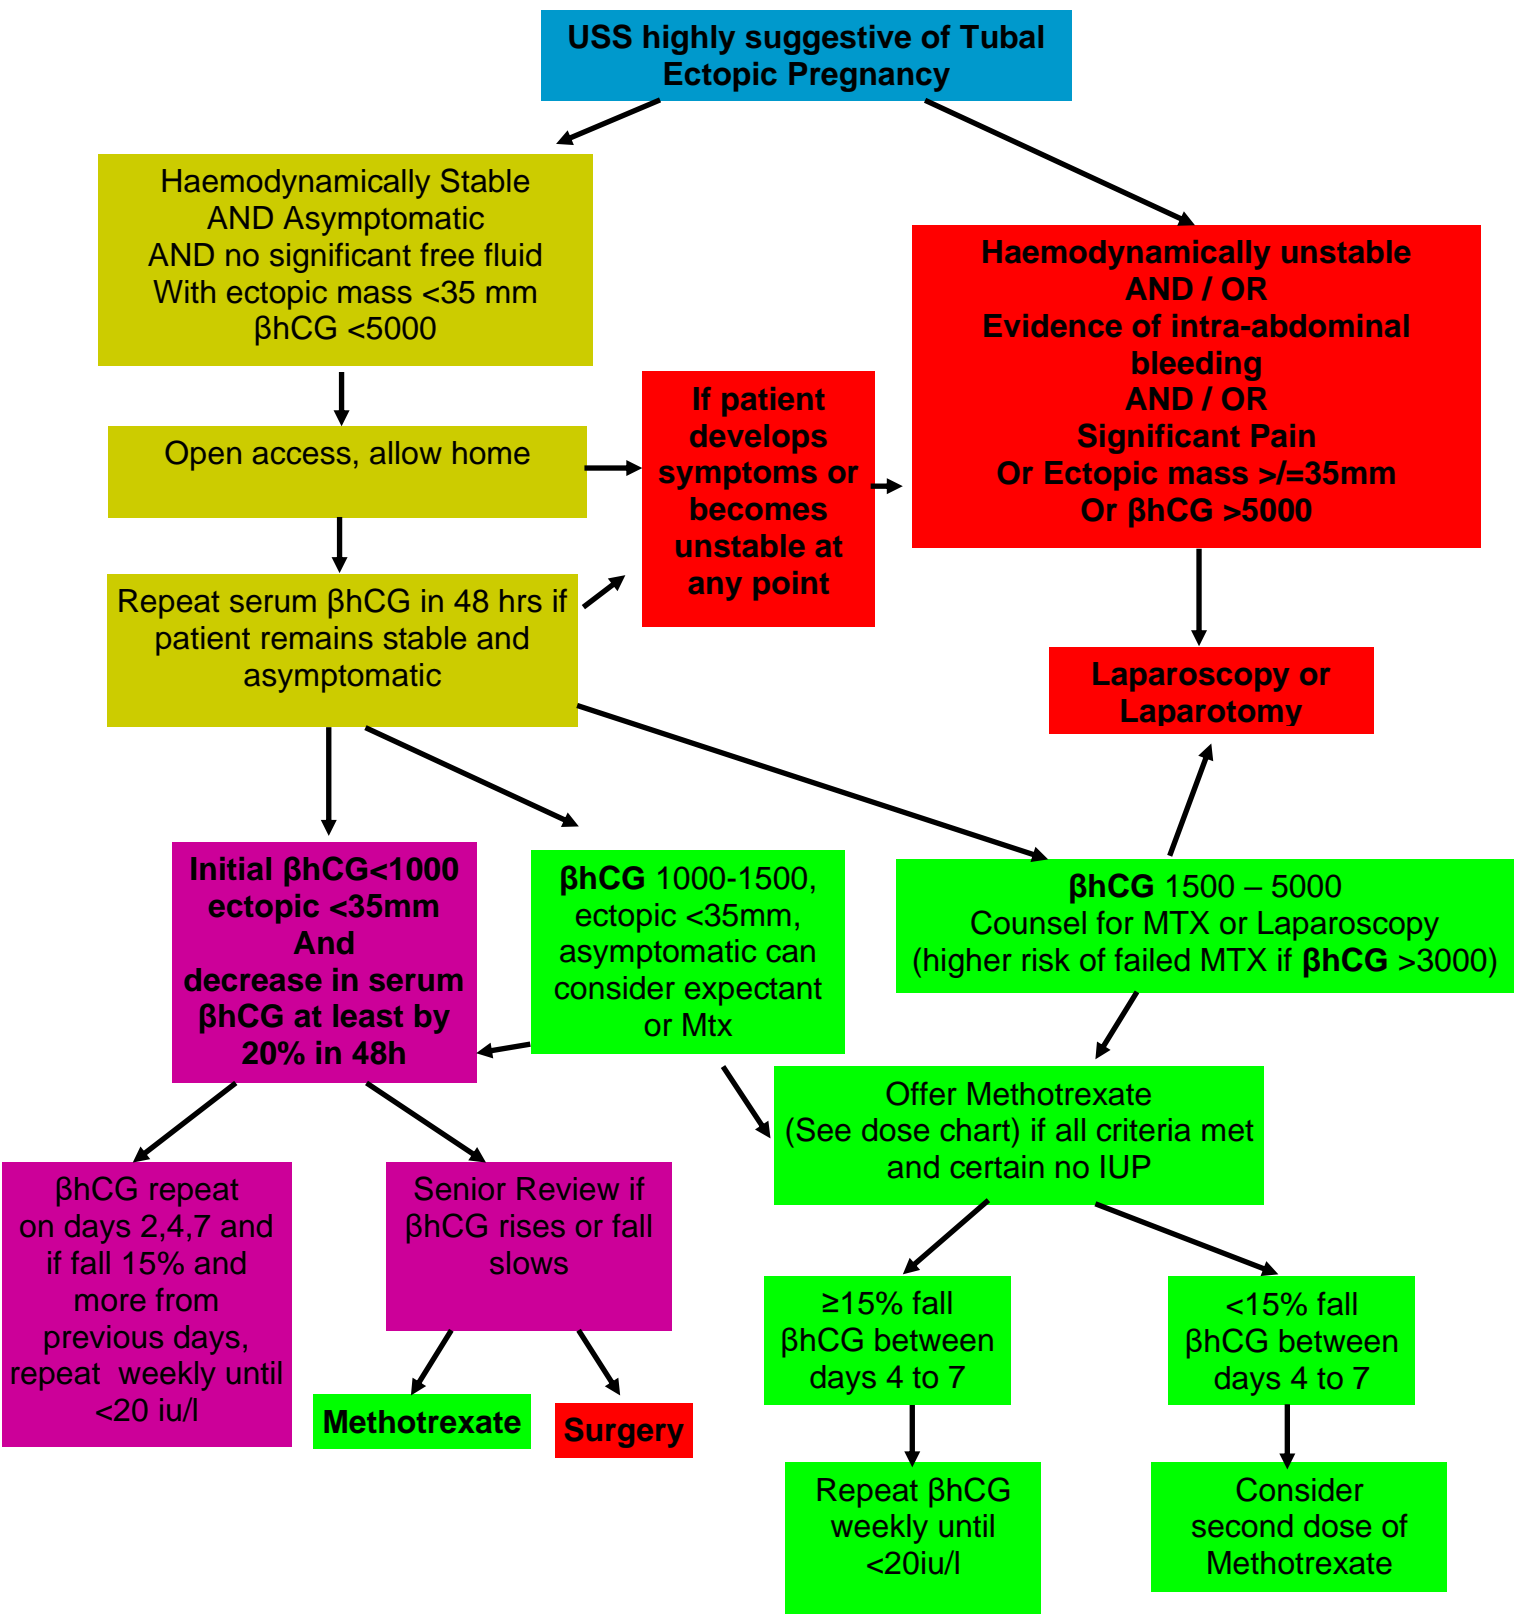 USS highly suggestive of Tubal
Ectopic Pregnancy
Haemodynamically Stable
AND Asymptomatic
AND no significant free fluid
With ectopic mass <35 mm
βhCG <5000
Haemodynamically unstable
AND / OR
Evidence of intra-abdominal
bleeding
AND / OR
Significant Pain
Or Ectopic mass >/=35mm
Or βhCG >5000
Open access, allow home
If patient
develops
symptoms or
becomes
unstable at
any point
Repeat serum βhCG in 48 hrs if
patient remains stable and
asymptomatic
Laparoscopy or
Laparotomy
Initial βhCG<1000
ectopic <35mm
And
decrease in serum
βhCG at least by
20% in 48h
βhCG 1000-1500,
ectopic <35mm,
asymptomatic can
consider expectant
or Mtx
βhCG 1500 – 5000
Counsel for MTX or Laparoscopy
(higher risk of failed MTX if βhCG >3000)
Offer Methotrexate
(See dose chart) if all criteria met
and certain no IUP
βhCG repeat
on days 2,4,7 and
if fall 15% and
more from
previous days,
repeat weekly until
<20 iu/l
Senior Review if
βhCG rises or fall
slows
Methotrexate
Surgery
≥15% fall
βhCG between
days 4 to 7
<15% fall
βhCG between
days 4 to 7
Repeat βhCG
weekly until
<20iu/l
Consider
second dose of
Methotrexate